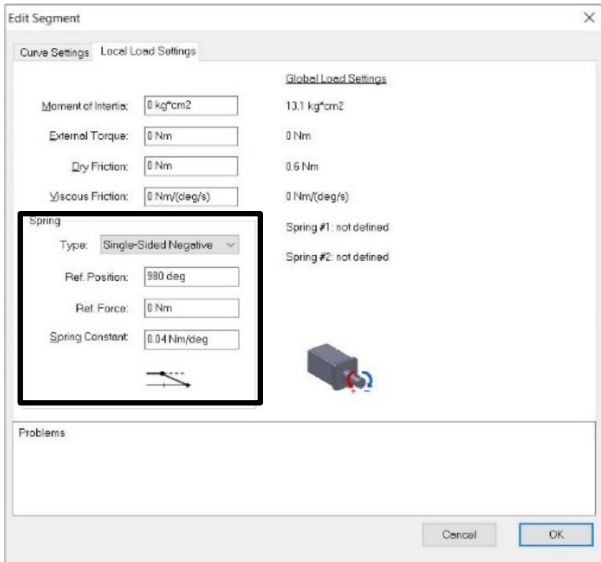 Edit Segment
Curve Settings Local Load Settings
Global Load Settings
Moment of Intertia: 0 kg*cm2 13,1 kg*cm2
External Torque: 0 Nm 0 Nm
Dry Friction: 0 Nm 0.6 Nm
Viscous Friction: 0 Nm/(deg/s) 0 Nm/(deg/s)
Spring
Spring #1: not defined
Type: Single-Sided Negative
Spring #2: not defined
Ref. Position: 980 deg
Ref. Force: 0 Nm
Spring Constant: 0.04 Nm/deg
+ −
Problems
Cancel OK